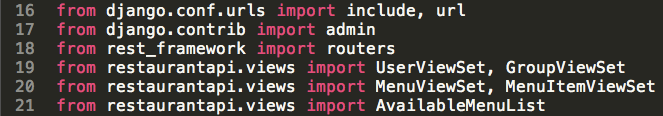 16 from django.conf.urls import include, url
17 from django.contrib import admin
18 from rest_framework import routers
19 from restaurantapi.views import UserViewSet, GroupViewSet
20 from restaurantapi.views import MenuViewSet, MenuItemViewSet
21 from restaurantapi.views import AvailableMenuList